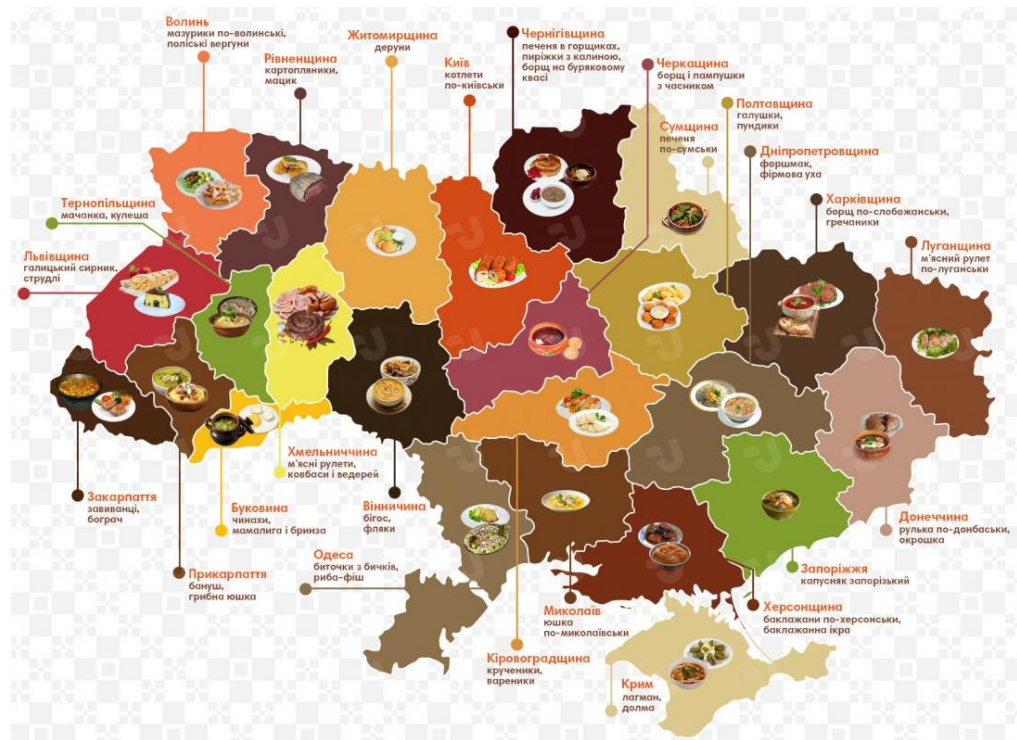 Волинь
мазурики по-волинські,
поліські вергуни
Рівненщина
картопляники,
мацик
Житомирщина
деруни
Київ
котлети
по-київськи
Чернігівщина
печеня в горщиках,
пиріжки з калиною,
борщ на буряковому
квасі
Черкащина
борщ і пампушки
з часником
Сумщина
печеня
по-сумськи
Полтавщина
галушки,
пундики
Дніпропетровщина
форшмак,
фірмова уха
Харківщина
борщ по-слобожанськи,
гречаники
Луганщина
м'ясний рулет
по-луганськи
Тернопільщина
мачанка, кулеша
Львівщина
галицький сирник,
струдлі
Закарпаття
завиванці,
бограч
Прикарпаття
бануш,
грибна юшка
Буковина
чинахи,
мамалига і бринза
Хмельниччина
м'ясні рулети,
ковбаси і ведерей
Вінничина
бігос,
фляки
Одеса
биточки з бичків,
риба-фіш
Кіровоградщина
крученики,
вареники
Миколаїв
юшка
по-миколаївськи
Крим
лагман,
долма
Херсонщина
баклажани по-херсонськи,
баклажанна ікра
Запоріжжя
капусняк запорізький
Донеччина
рулька по-донбаськи,
окрошка